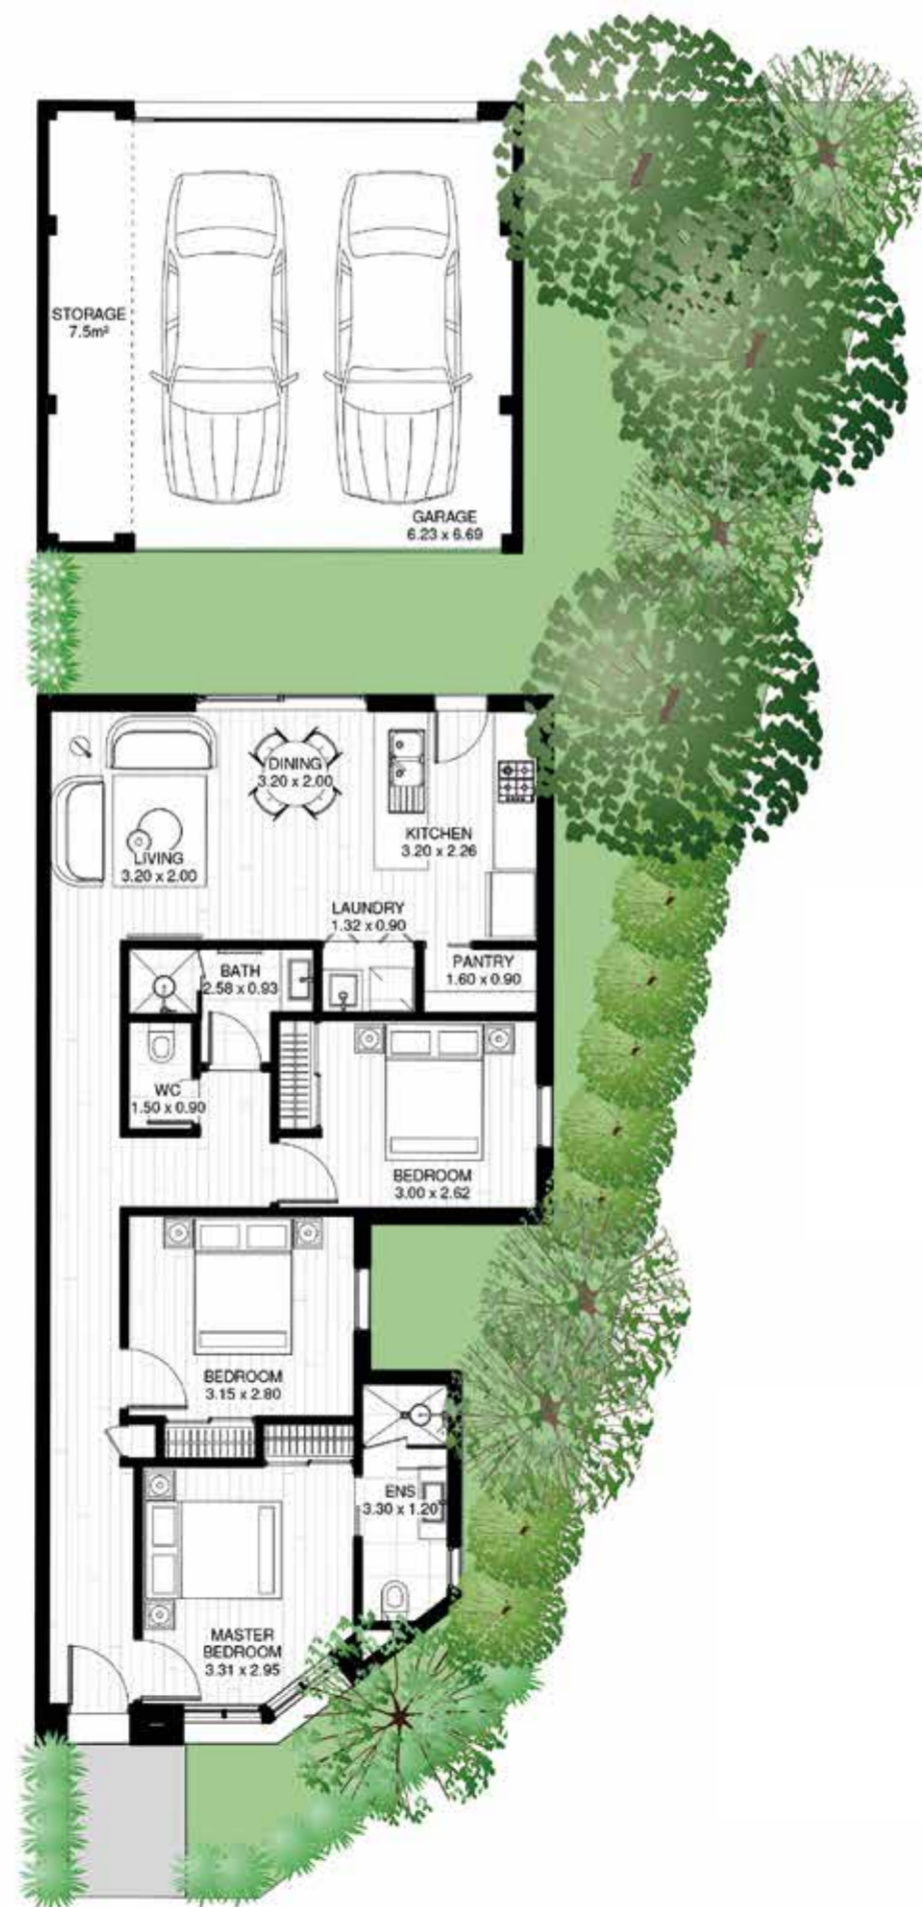 STORAGE
7.5m²
GARAGE
6.23 x 6.69
DINING
3.20 x 2.00
KITCHEN
3.20 x 2.26
LIVING
3.20 x 2.00
LAUNDRY
1.32 x 0.90
BATH
2.58 x 0.93
PANTRY
1.60 x 0.90
WC
1.50 x 0.90
BEDROOM
3.00 x 2.62
BEDROOM
3.15 x 2.80
ENS
3.30 x 1.20
MASTER
BEDROOM
3.31 x 2.95